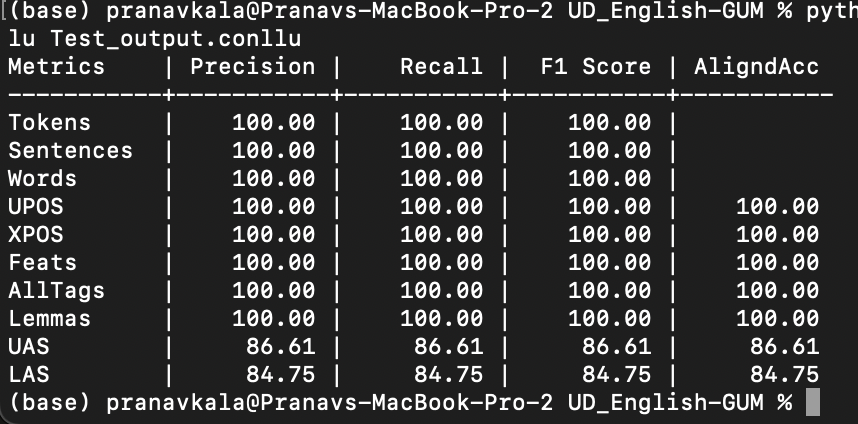 (base) pranavkala@Pranavs-MacBook-Pro-2 UD_English-GUM % pyth
lu Test_output.conllu
Metrics    | Precision |    Recall |  F1 Score | AligndAcc
-----------+-----------+-----------+-----------+-----------
Tokens     |    100.00 |    100.00 |    100.00 |
Sentences  |    100.00 |    100.00 |    100.00 |
Words      |    100.00 |    100.00 |    100.00 |
UPOS       |    100.00 |    100.00 |    100.00 |    100.00
XPOS       |    100.00 |    100.00 |    100.00 |    100.00
Feats      |    100.00 |    100.00 |    100.00 |    100.00
AllTags    |    100.00 |    100.00 |    100.00 |    100.00
Lemmas     |    100.00 |    100.00 |    100.00 |    100.00
UAS        |     86.61 |     86.61 |     86.61 |     86.61
LAS        |     84.75 |     84.75 |     84.75 |     84.75
(base) pranavkala@Pranavs-MacBook-Pro-2 UD_English-GUM %